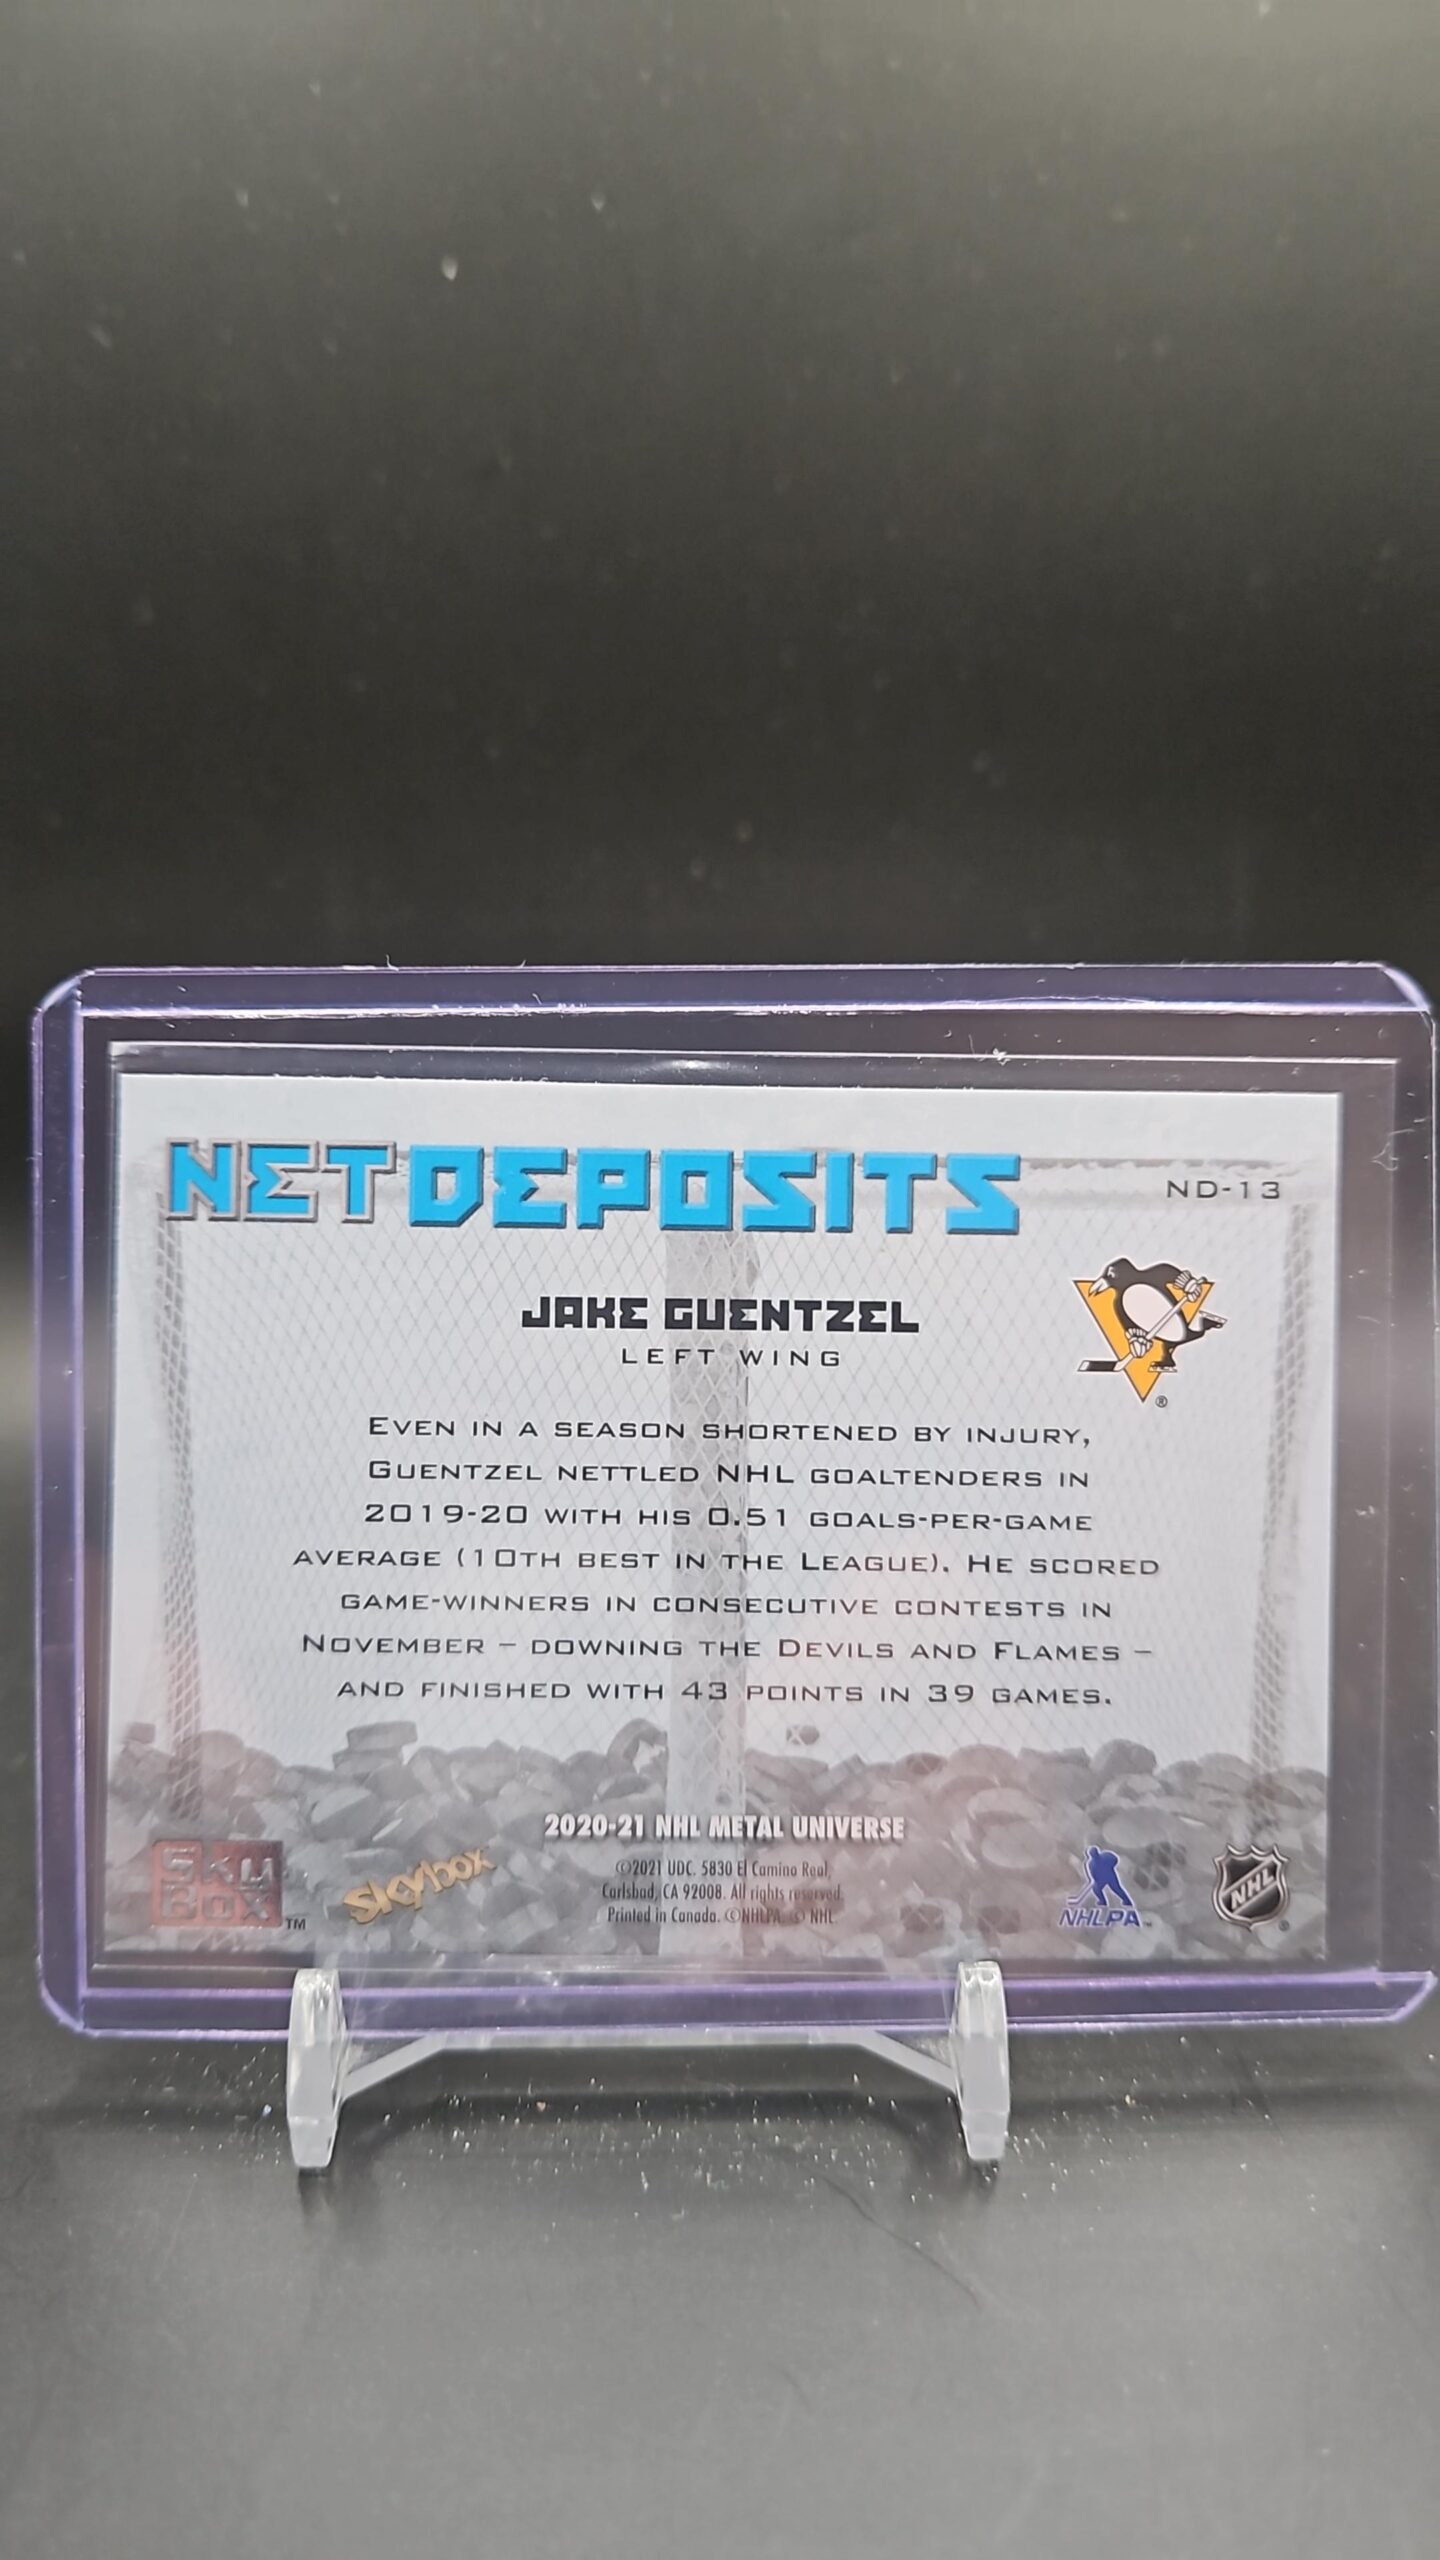 NET DEPOSITS
ND-13
JAKE GUENTZEL
LEFT WING
EVEN IN A SEASON SHORTENED BY INJURY,
GUENTZEL NETTLED NHL GOALTENDERS IN
2019-20 WITH HIS 0.51 GOALS-PER-GAME
AVERAGE (10TH BEST IN THE LEAGUE). HE SCORED
GAME-WINNERS IN CONSECUTIVE CONTESTS IN
NOVEMBER – DOWNING THE DEVILS AND FLAMES –
AND FINISHED WITH 43 POINTS IN 39 GAMES.
2020-21 NHL METAL UNIVERSE
©2021 UDC. 5830 El Camino Real,
Carlsbad, CA 92008. All rights reserved.
Printed in Canada. ©NHLPA. © NHL.
SKY
BOX™
skybox
NHLPA™
NHL®
®